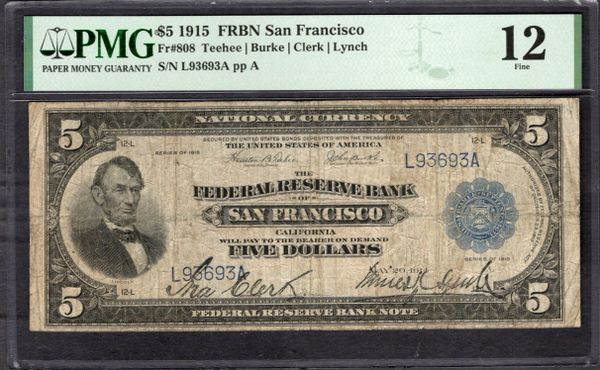 PMG
PAPER MONEY GUARANTY
$5 1915 FRBN San Francisco
Fr#808 Teehee | Burke | Clerk | Lynch
S/N L93693A pp A
12
Fine
NATIONAL CURRENCY
5
5
SECURED BY UNITED STATES BONDS DEPOSITED WITH THE TREASURER OF
THE UNITED STATES OF AMERICA
12-L
12-L
SERIES OF 1915
L93693A
THE
FEDERAL RESERVE BANK
OF
SAN FRANCISCO
CALIFORNIA
WILL PAY TO THE BEARER ON DEMAND
FIVE DOLLARS
SERIES OF 1915
L93693A
12-L
12-L
5
5
FEDERAL RESERVE BANK NOTE